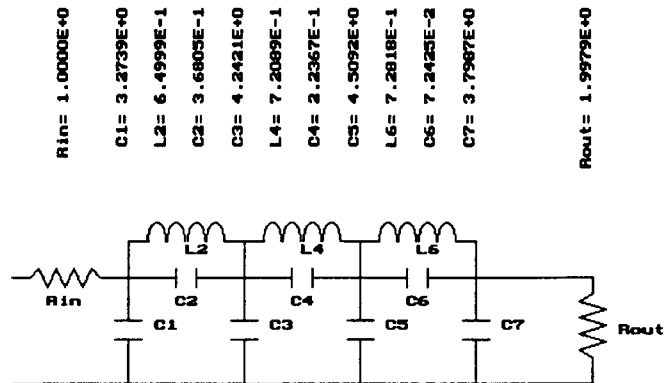 Rin= 1.0000E+0
C1= 3.2739E+0
L2= 6.4999E-1
C2= 3.6805E-1
C3= 4.2421E+0
L4= 7.2089E-1
C4= 2.2367E-1
C5= 4.5092E+0
L6= 7.2818E-1
C6= 7.2425E-2
C7= 3.7987E+0
Rout= 1.9979E+0
L2
L4
L6
Rin
C2
C4
C6
C1
C3
C5
C7
Rout